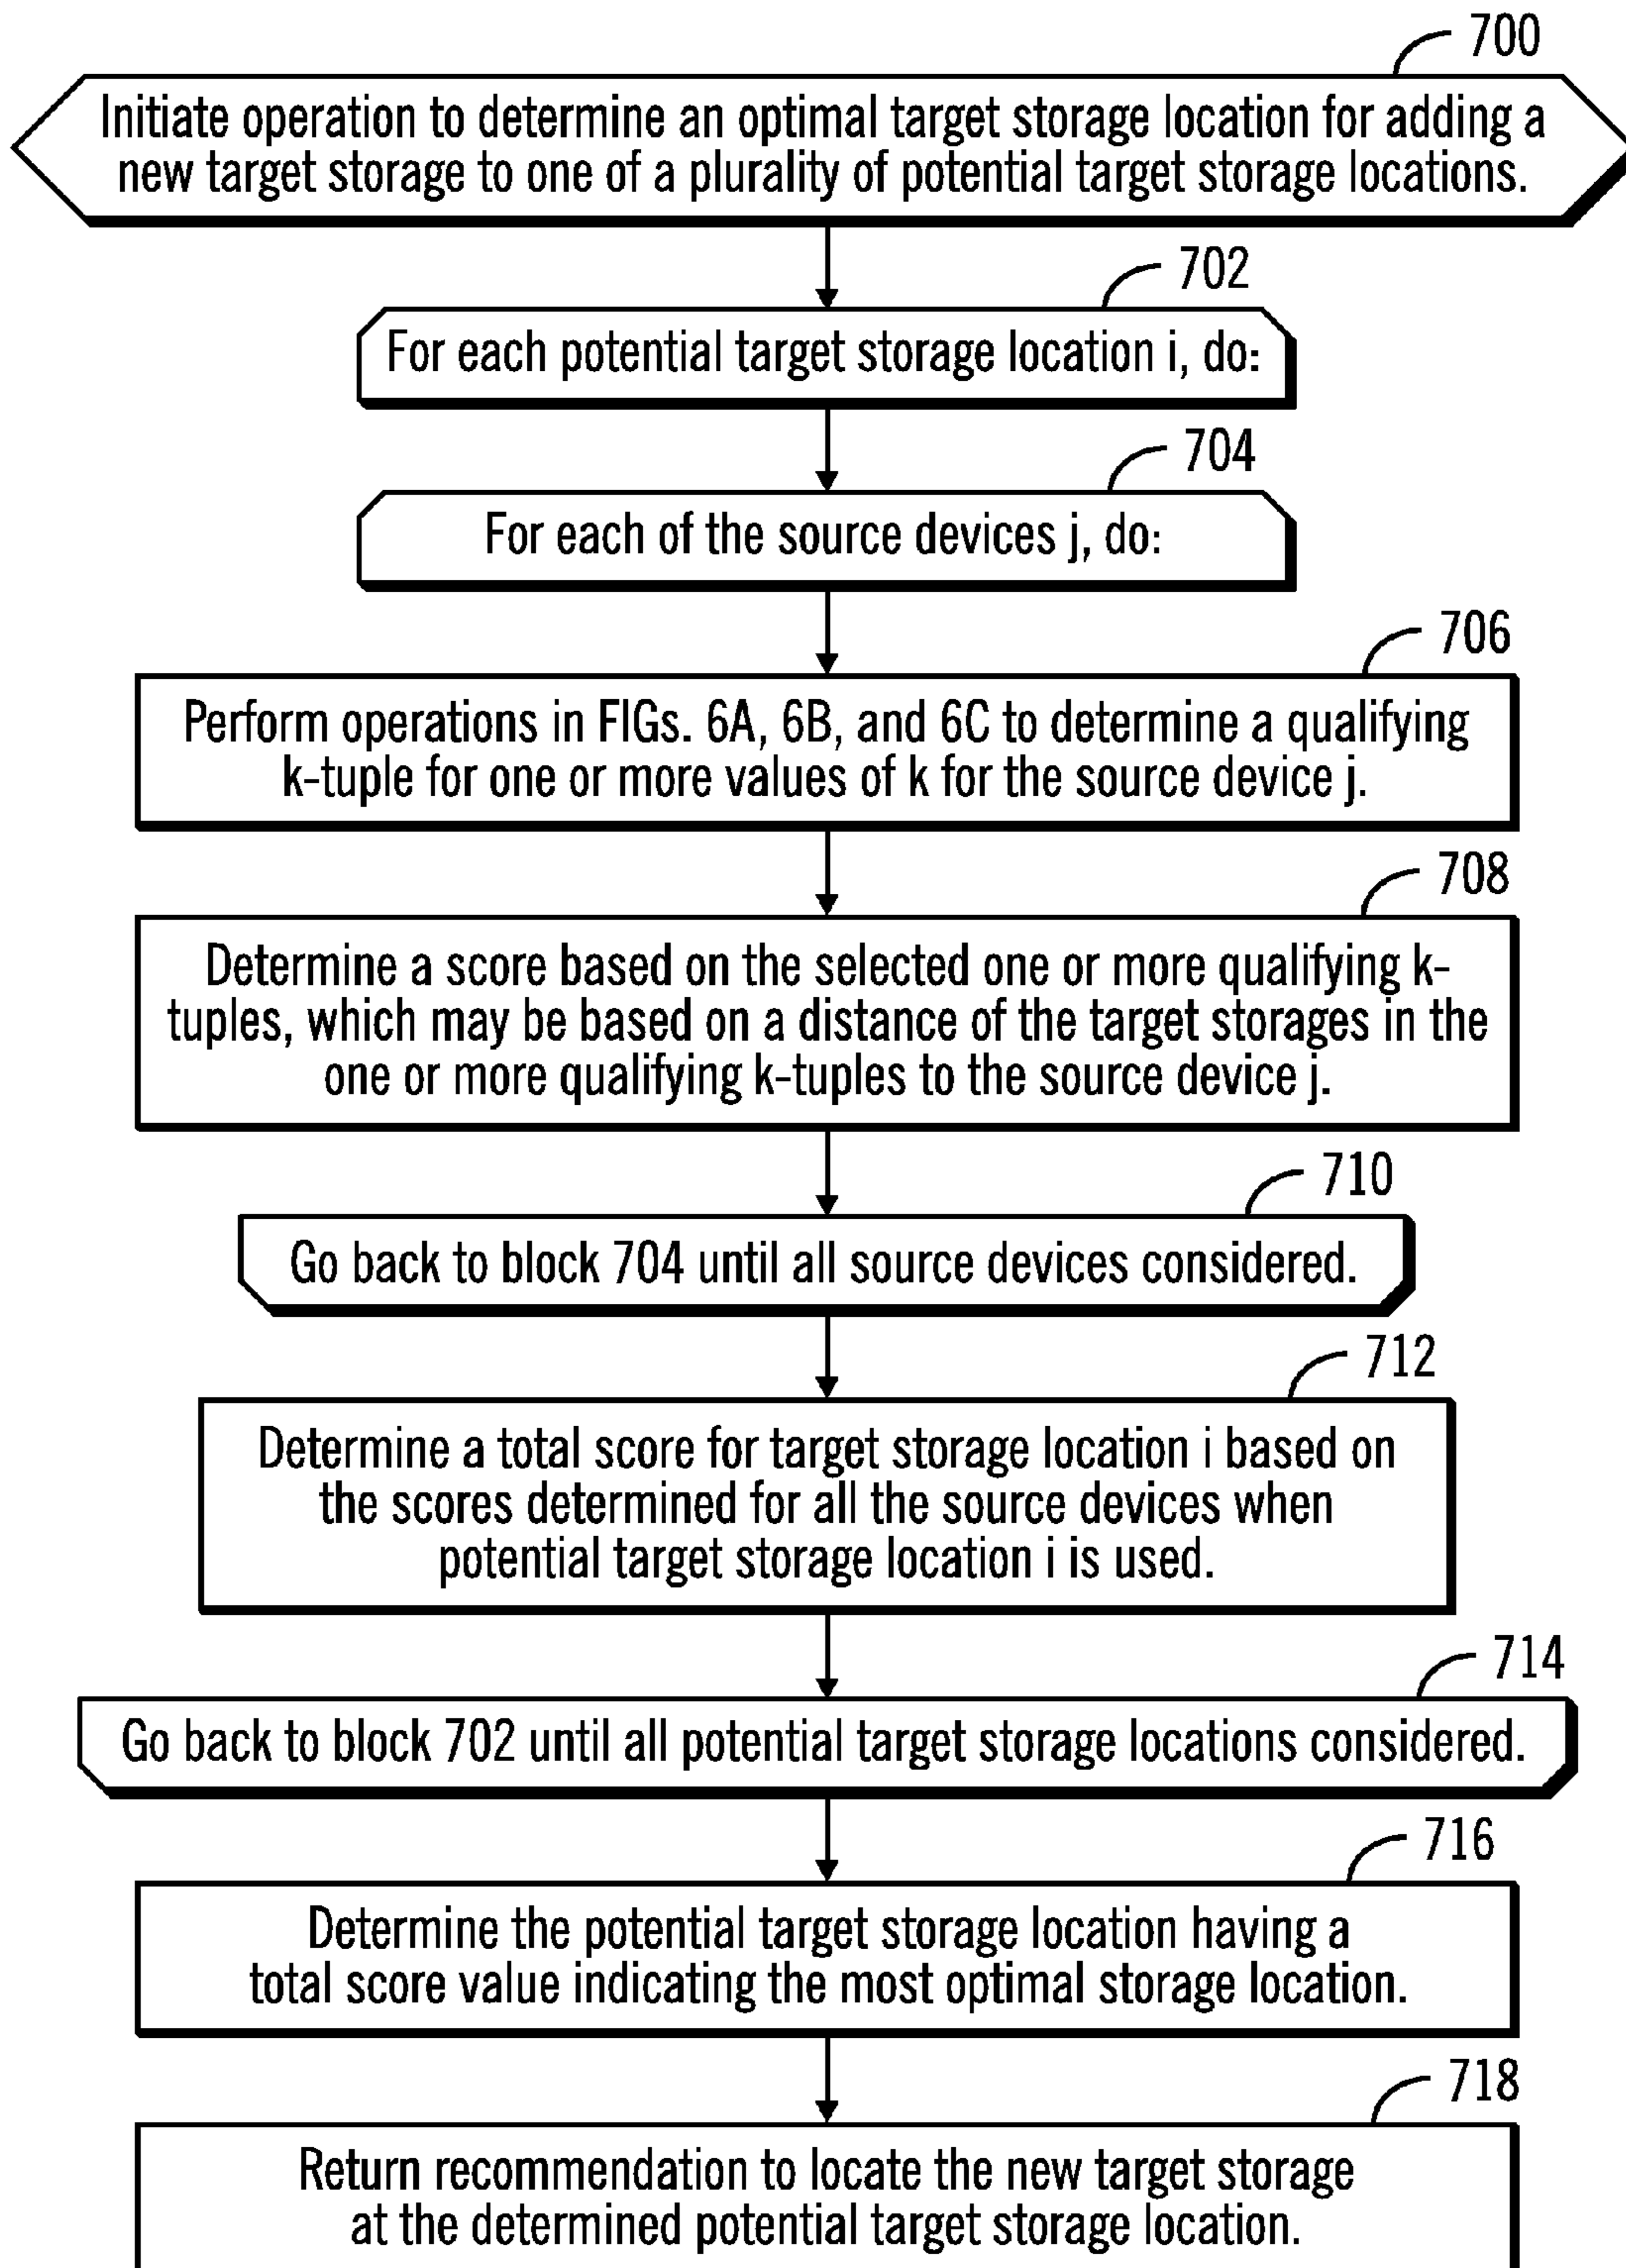 700
Initiate operation to determine an optimal target storage location for adding a
new target storage to one of a plurality of potential target storage locations.
702
For each potential target storage location i, do:
704
For each of the source devices j, do:
706
Perform operations in FIGs. 6A, 6B, and 6C to determine a qualifying
k-tuple for one or more values of k for the source device j.
708
Determine a score based on the selected one or more qualifying k-
tuples, which may be based on a distance of the target storages in the
one or more qualifying k-tuples to the source device j.
710
Go back to block 704 until all source devices considered.
712
Determine a total score for target storage location i based on
the scores determined for all the source devices when
potential target storage location i is used.
714
Go back to block 702 until all potential target storage locations considered.
716
Determine the potential target storage location having a
total score value indicating the most optimal storage location.
718
Return recommendation to locate the new target storage
at the determined potential target storage location.